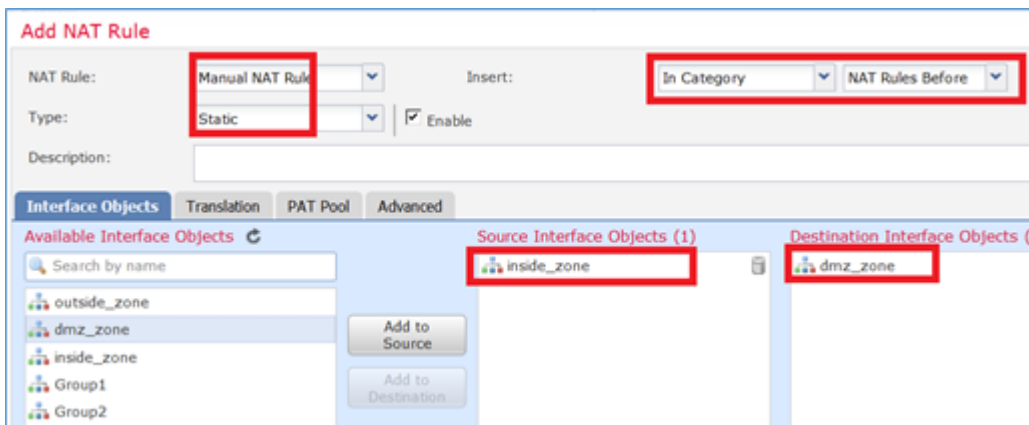 Add NAT Rule
NAT Rule: Manual NAT Rule Insert: In Category NAT Rules Before
Type: Static Enable
Description:
Interface Objects Translation PAT Pool Advanced
Available Interface Objects Source Interface Objects (1) Destination Interface Objects (
Search by name inside_zone dmz_zone
outside_zone
dmz_zone Add to
Source
inside_zone
Group1 Add to
Destination
Group2